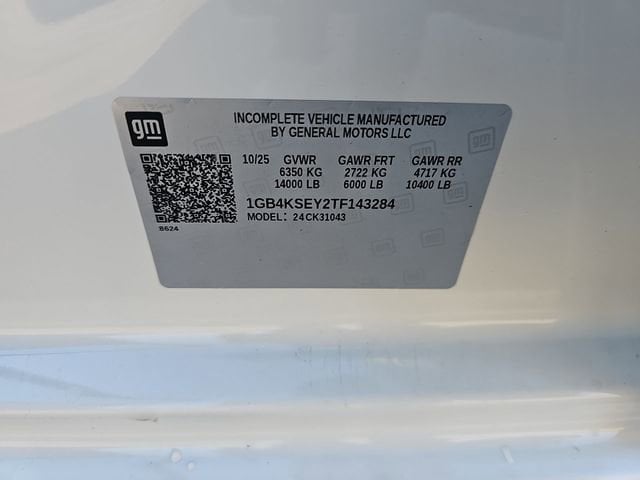 gm
INCOMPLETE VEHICLE MANUFACTURED
BY GENERAL MOTORS LLC
10/25 GVWR GAWR FRT GAWR RR
6350 KG 2722 KG 4717 KG
14000 LB 6000 LB 10400 LB
1GB4KSEY2TF143284
MODEL: 24CK31043
B624